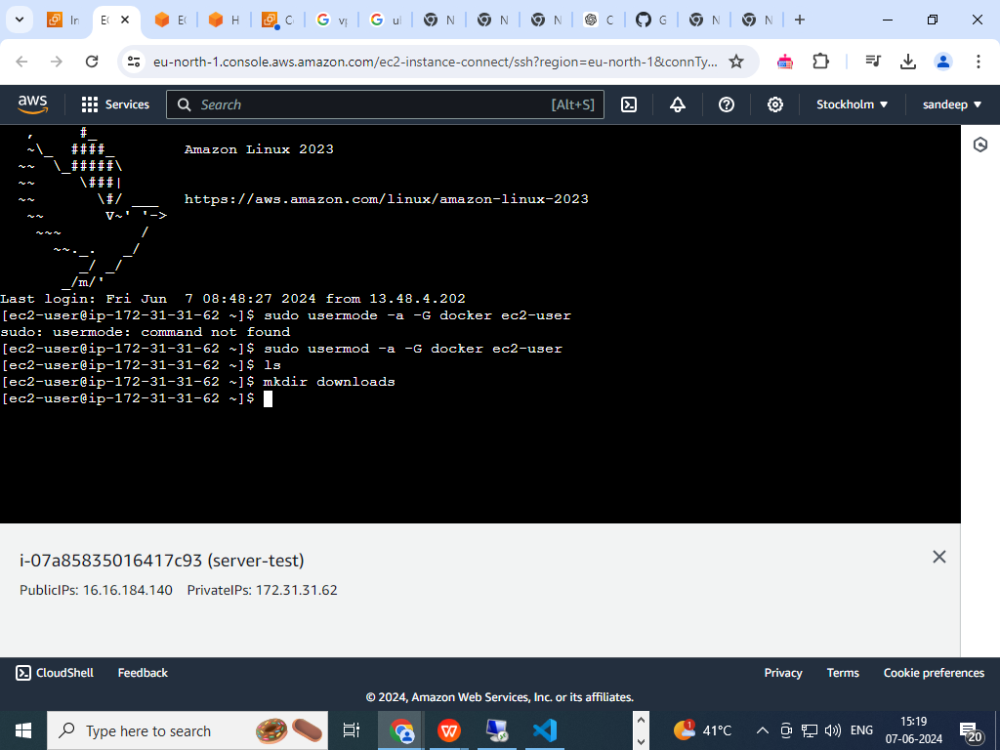 In
EC
EC
H
Co
vp
ul
N
N
N
C
G
N
N
eu-north-1.console.aws.amazon.com/ec2-instance-connect/ssh?region=eu-north-1&connTy...
aws
Services
Search
[Alt+S]
Stockholm
sandeep
,     #_
~\_  ####_        Amazon Linux 2023
~~  \_#####\
~~     \###|
~~       \#/ ___   https://aws.amazon.com/linux/amazon-linux-2023
~~       V~' '->
~~~         /
~~._.   _/
_/ _/
_/m/'
Last login: Fri Jun  7 08:48:27 2024 from 13.48.4.202
[ec2-user@ip-172-31-31-62 ~]$ sudo usermode -a -G docker ec2-user
sudo: usermode: command not found
[ec2-user@ip-172-31-31-62 ~]$ sudo usermod -a -G docker ec2-user
[ec2-user@ip-172-31-31-62 ~]$ ls
[ec2-user@ip-172-31-31-62 ~]$ mkdir downloads
[ec2-user@ip-172-31-31-62 ~]$
i-07a85835016417c93 (server-test)
PublicIPs: 16.16.184.140 PrivateIPs: 172.31.31.62
CloudShell Feedback Privacy Terms Cookie preferences
© 2024, Amazon Web Services, Inc. or its affiliates.
Type here to search
1
41°C
ENG
15:19
07-06-2024
20